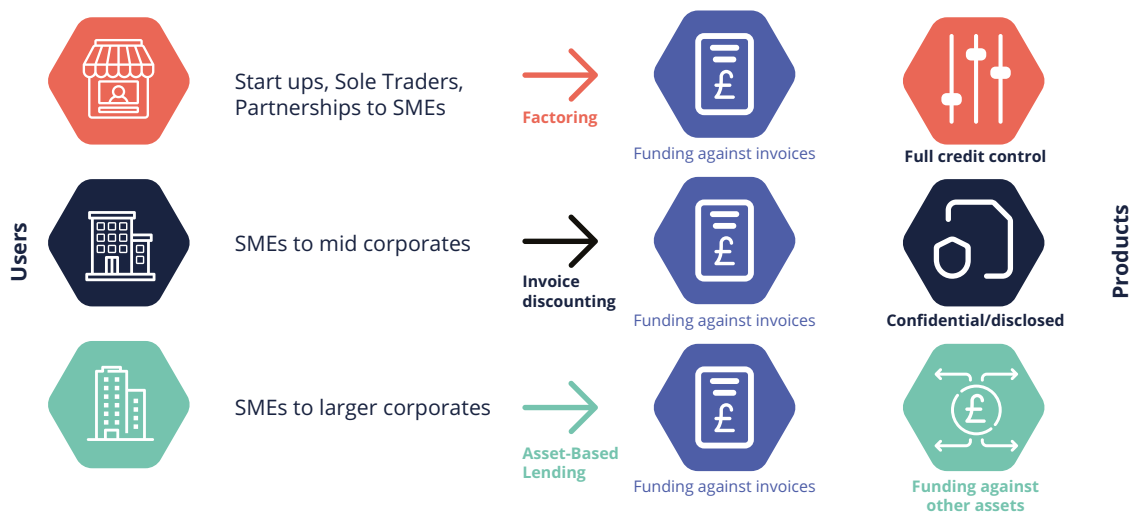 Users
Start ups, Sole Traders,
Partnerships to SMEs
Factoring
£
Funding against invoices
Full credit control
SMEs to mid corporates
Invoice
discounting
£
Funding against invoices
Confidential/disclosed
SMEs to larger corporates
Asset-Based
Lending
£
Funding against invoices
£
Funding against
other assets
Products